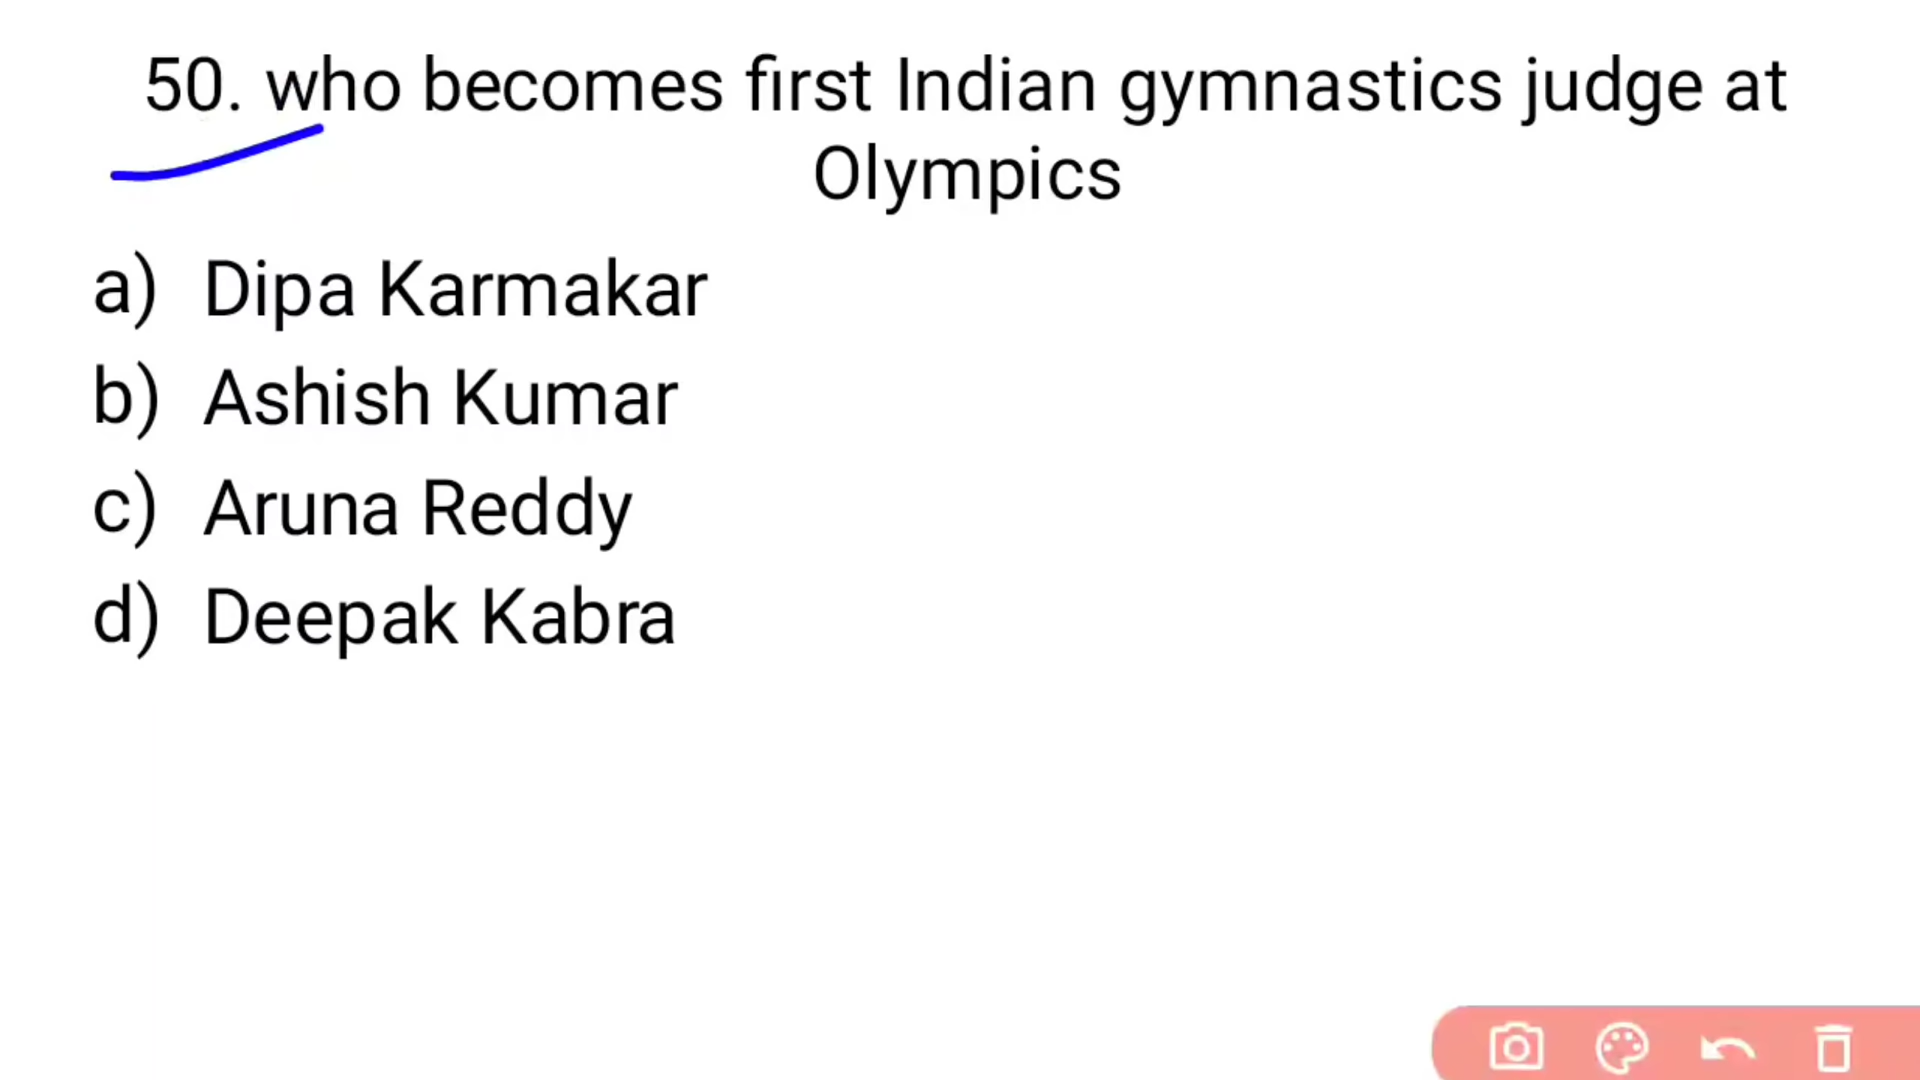 50. who becomes first Indian gymnastics judge at
Olympics
a) Dipa Karmakar
b) Ashish Kumar
c) Aruna Reddy
d) Deepak Kabra